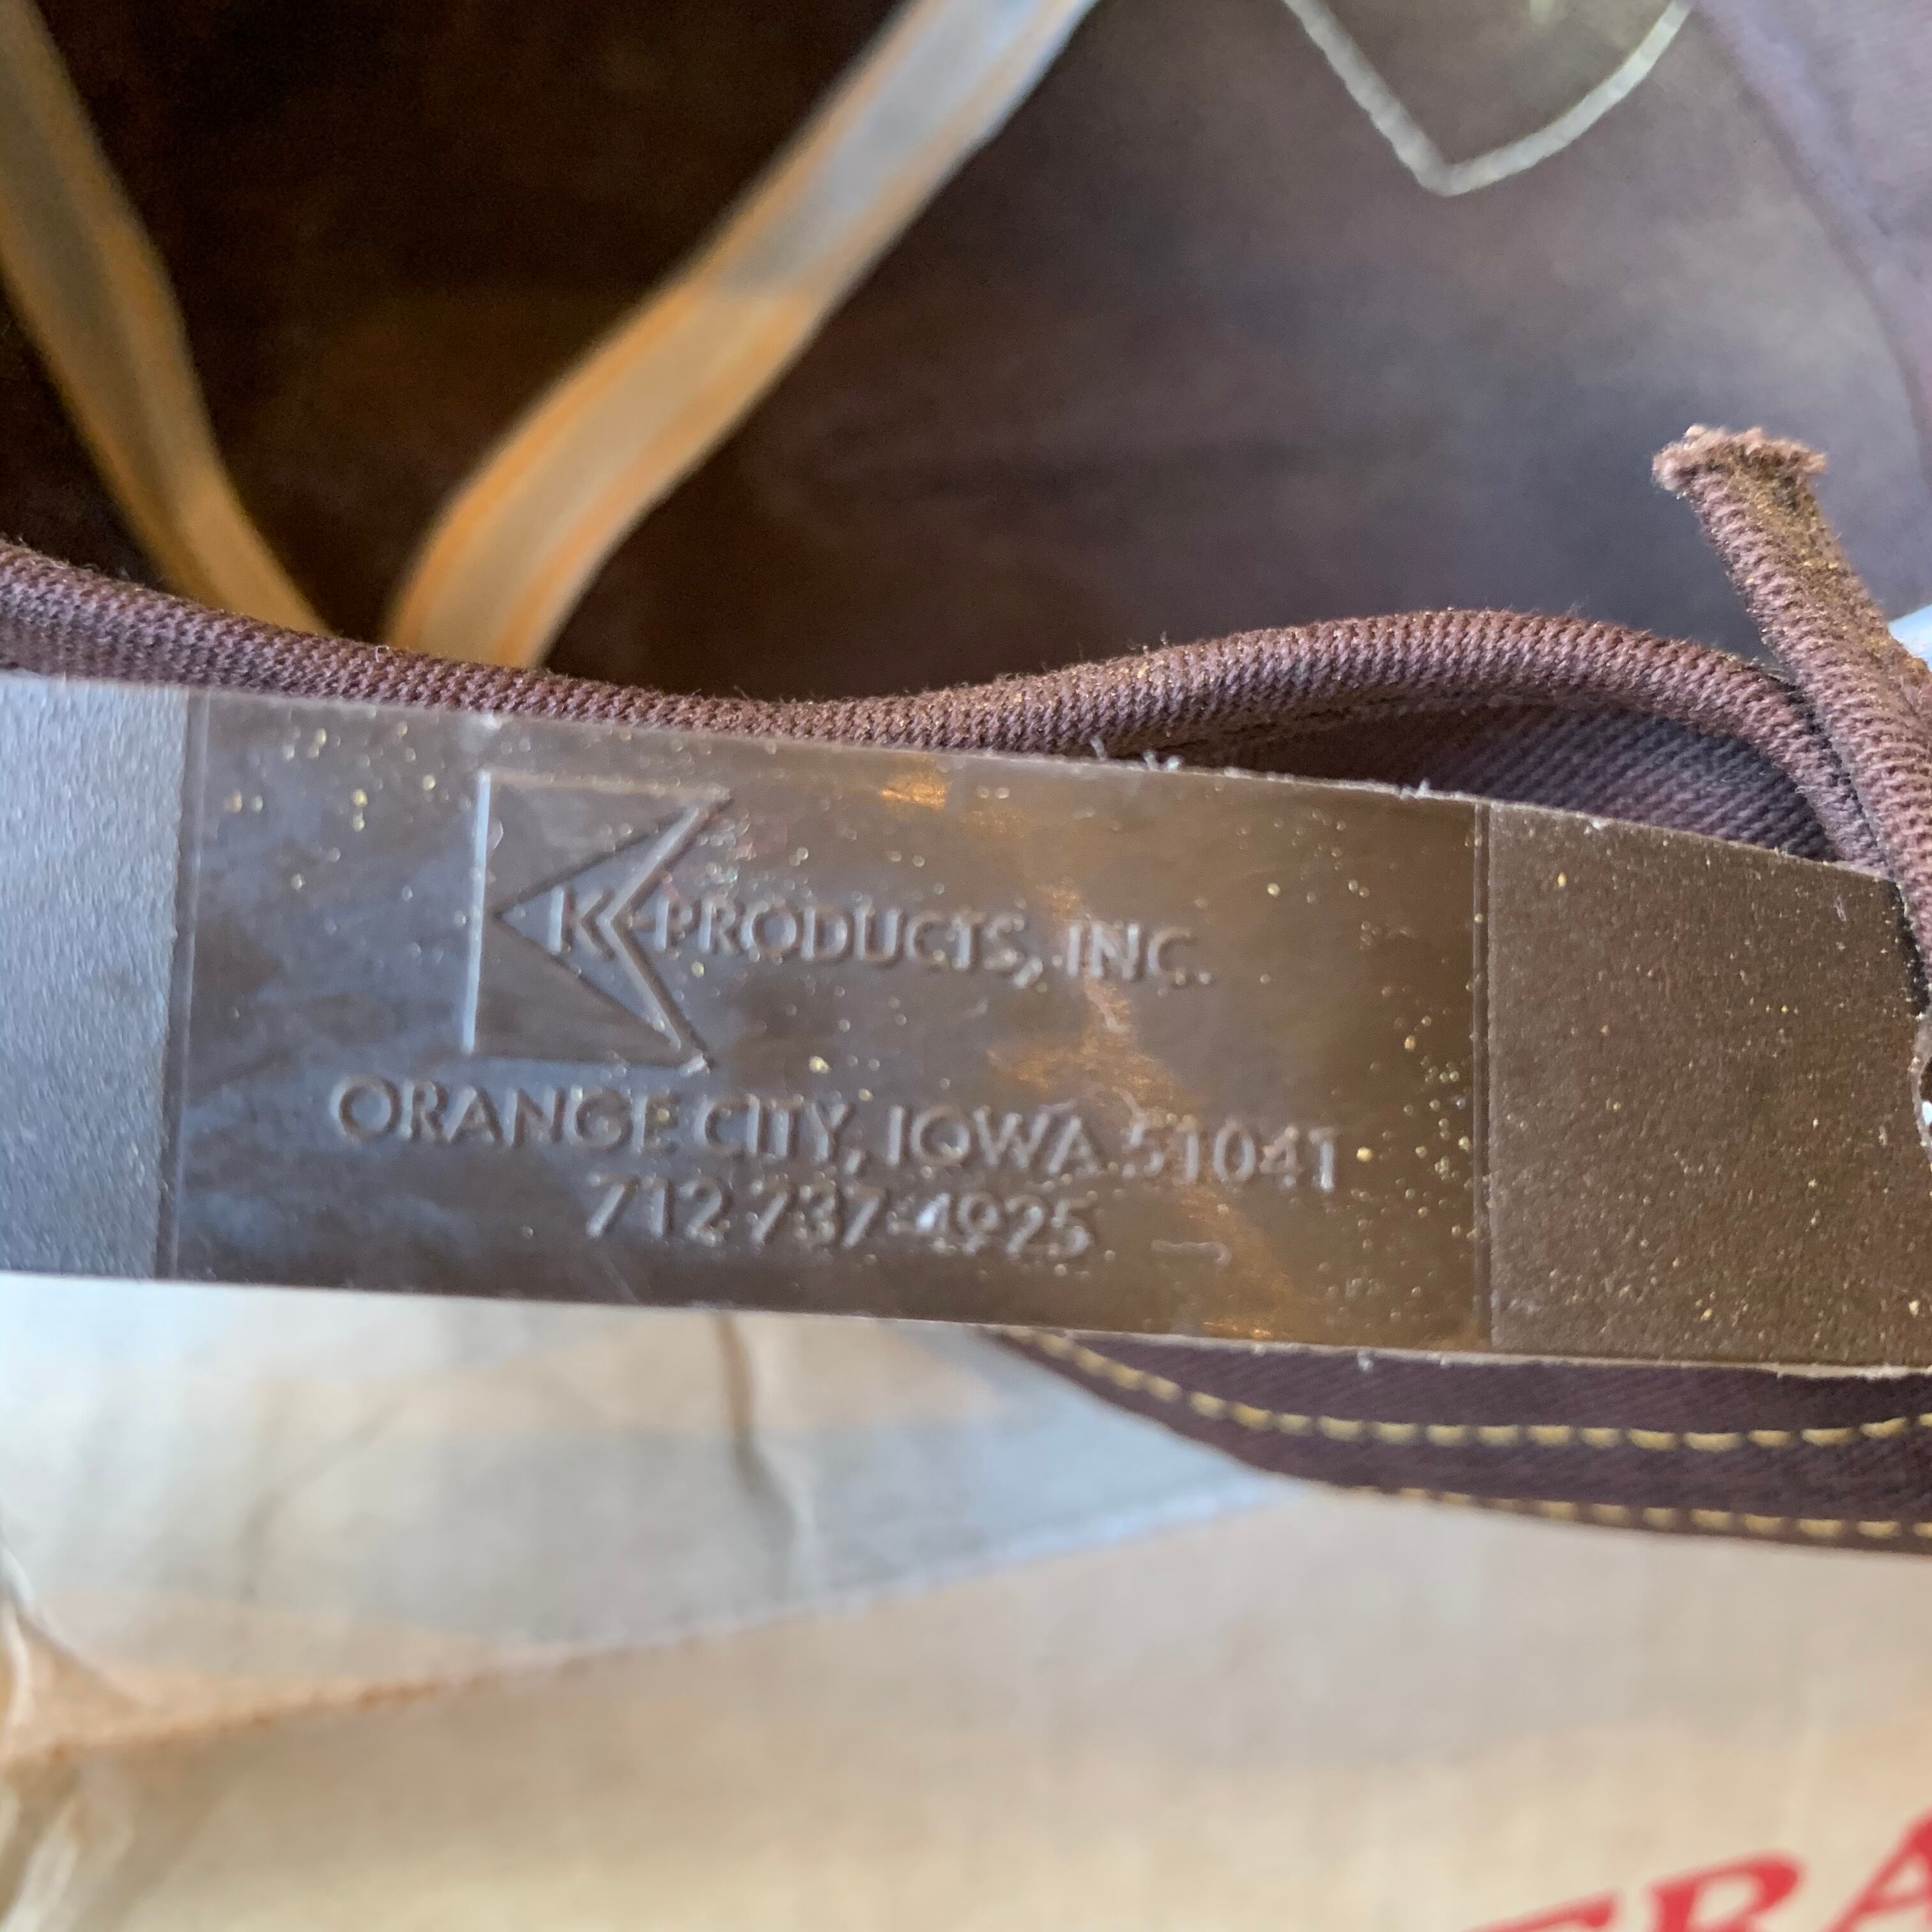 K-PRODUCTS, INC.
ORANGE CITY, IOWA 51041
712-737-4925